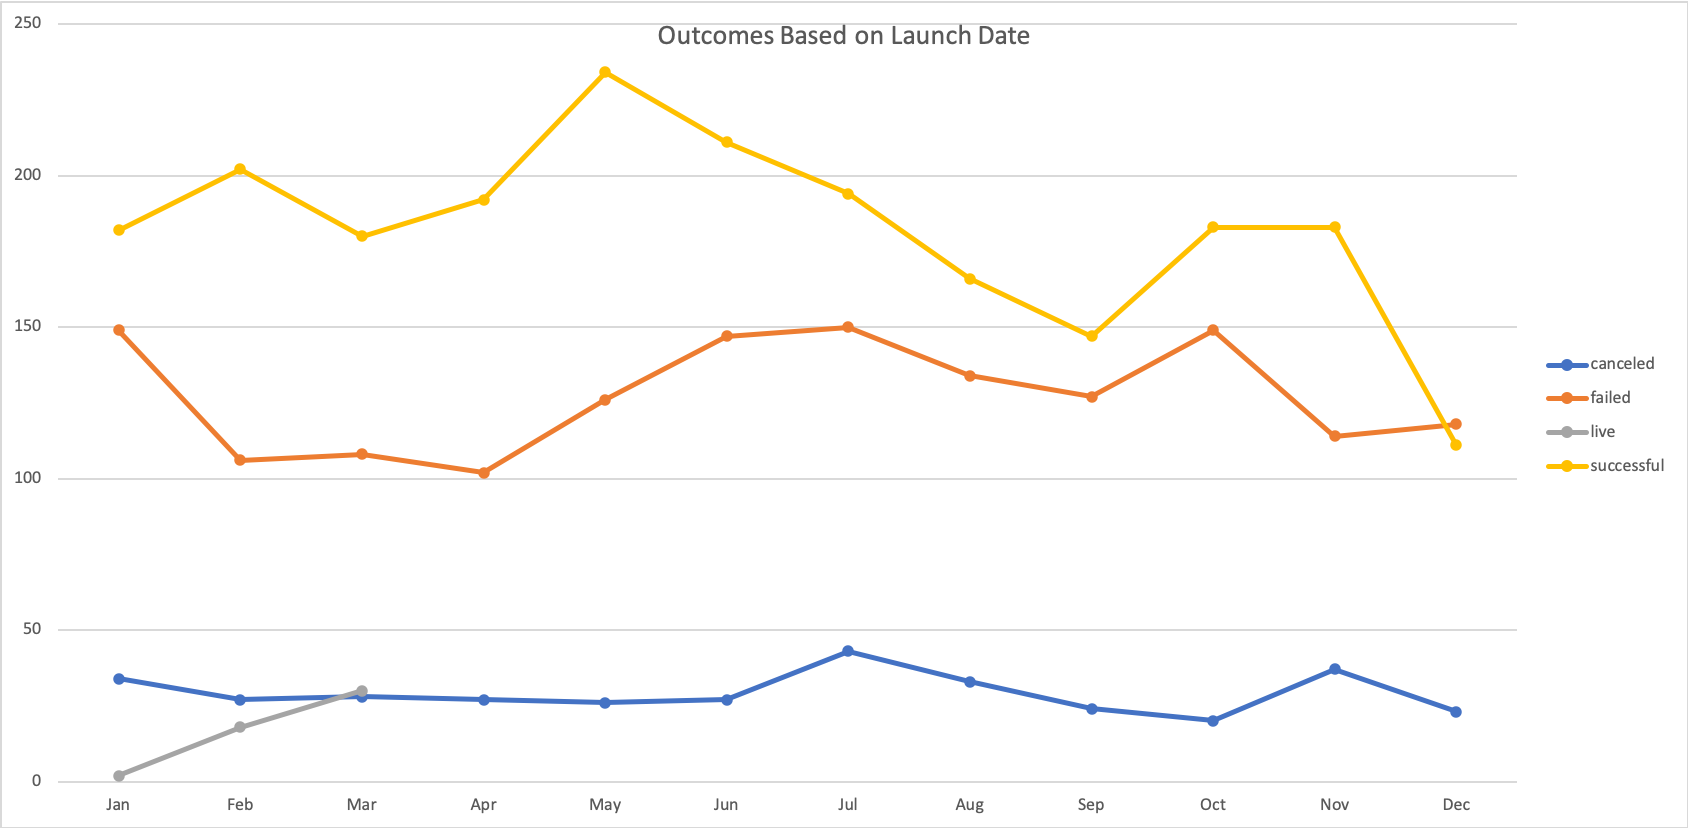 Outcomes Based on Launch Date
250
200
150
100
50
0
Jan Feb Mar Apr May Jun Jul Aug Sep Oct Nov Dec
canceled
failed
live
successful